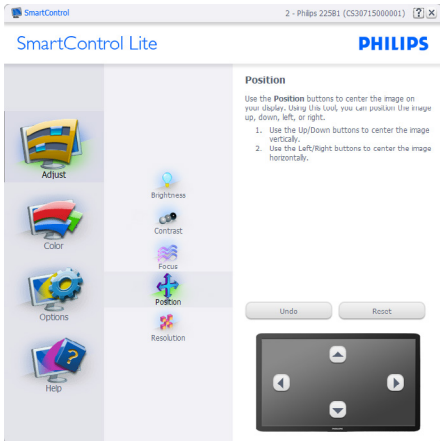 SmartControl
2 - Philips 225B1 (CS30715000001)
SmartControl Lite
PHILIPS
Adjust
Color
Options
Help
Brightness
Contrast
Focus
Position
Resolution
Position
Use the Position buttons to center the image on
your display. Using this tool, you can position the image
up, down, left, or right.
1. Use the Up/Down buttons to center the image
vertically.
2. Use the Left/Right buttons to center the image
horizontally.
Undo
Reset